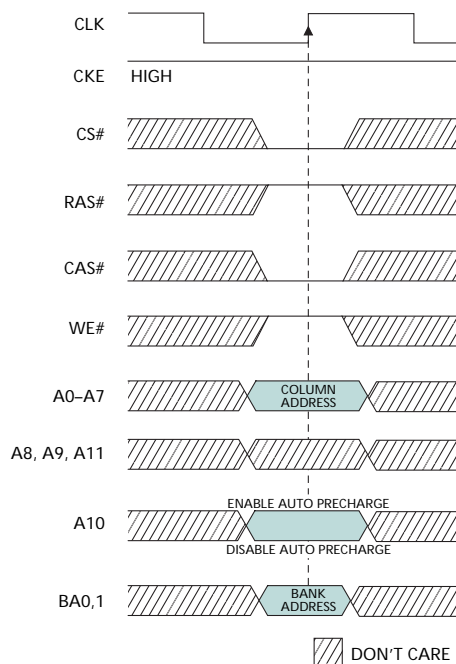 CLK
CKE HIGH
CS#
RAS#
CAS#
WE#
A0–A7 COLUMN
ADDRESS
A8, A9, A11
ENABLE AUTO PRECHARGE
A10
DISABLE AUTO PRECHARGE
BA0,1 BANK
ADDRESS
DON'T CARE